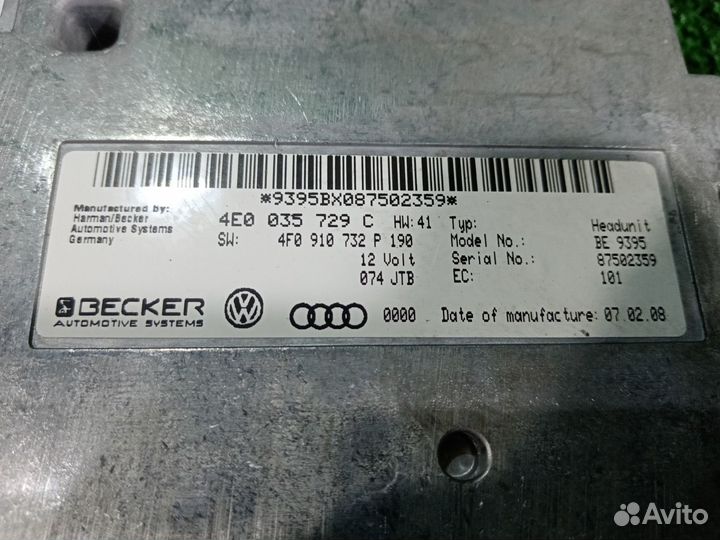 *9395BX087502359*
Manufactured by:
Harman/Becker
Automotive Systems
Germany
4E0 035 729 C HW:41 Typ: Headunit
SW: 4F0 910 732 P 190 Model No.: BE 9395
12 Volt Serial No.: 87502359
074 JTB EC: 101
BECKER
AUTOMOTIVE SYSTEMS
0000 Date of manufacture: 07.02.08
Avito